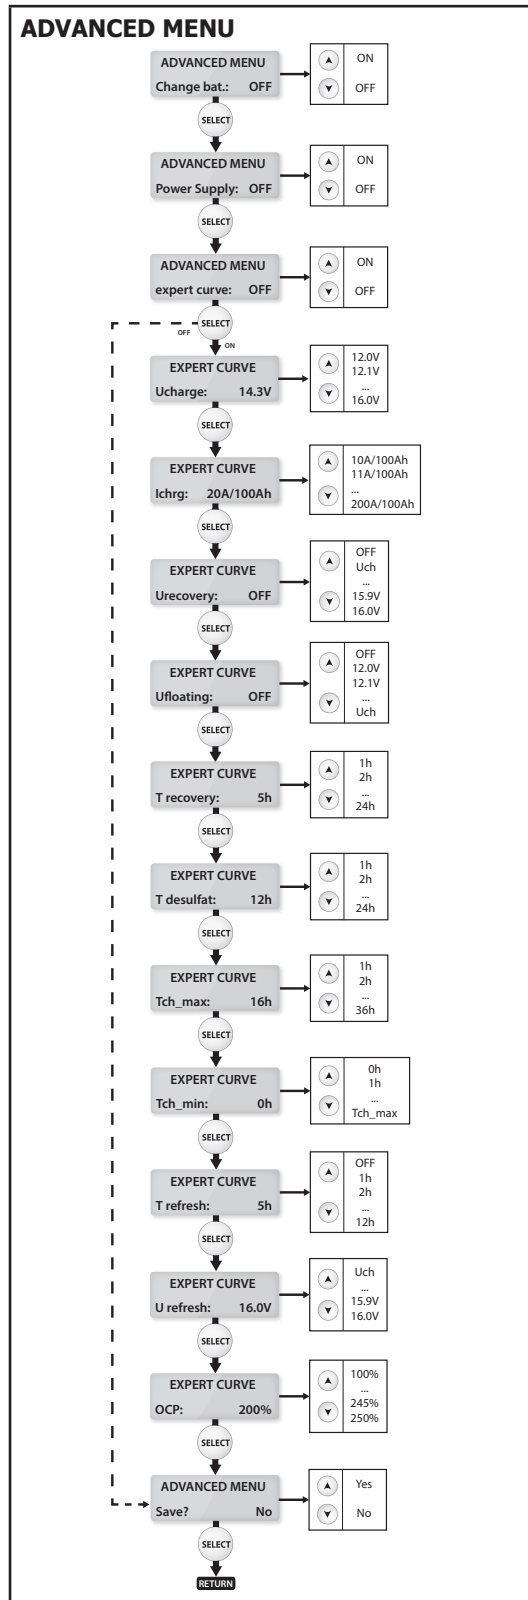 ADVANCED MENU
ADVANCED MENU
Change bat.: OFF
ON
OFF
SELECT
ADVANCED MENU
Power Supply: OFF
ON
OFF
SELECT
ADVANCED MENU
expert curve: OFF
ON
OFF
SELECT
OFF
ON
EXPERT CURVE
Ucharge: 14.3V
12.0V
12.1V
...
16.0V
SELECT
EXPERT CURVE
Ichrg: 20A/100Ah
10A/100Ah
11A/100Ah
...
200A/100Ah
SELECT
EXPERT CURVE
Urecovery: OFF
OFF
Uch
...
15.9V
16.0V
SELECT
EXPERT CURVE
Ufloating: OFF
OFF
12.0V
12.1V
...
Uch
SELECT
EXPERT CURVE
T recovery: 5h
1h
2h
...
24h
SELECT
EXPERT CURVE
T desulfat: 12h
1h
2h
...
24h
SELECT
EXPERT CURVE
Tch_max: 16h
1h
2h
...
36h
SELECT
EXPERT CURVE
Tch_min: 0h
0h
1h
...
Tch_max
SELECT
EXPERT CURVE
T refresh: 5h
OFF
1h
2h
...
12h
SELECT
EXPERT CURVE
U refresh: 16.0V
Uch
...
15.9V
16.0V
SELECT
EXPERT CURVE
OCP: 200%
100%
...
245%
250%
SELECT
ADVANCED MENU
Save? No
Yes
No
SELECT
RETURN